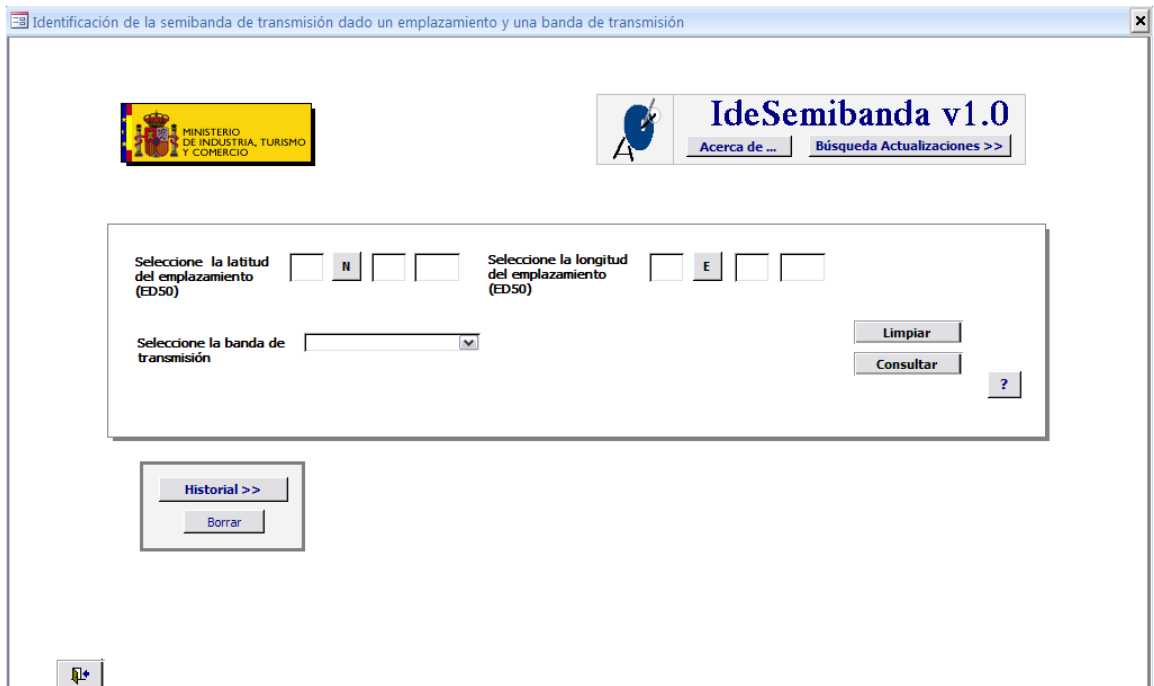 Identificación de la semibanda de transmisión dado un emplazamiento y una banda de transmisión
MINISTERIO
DE INDUSTRIA, TURISMO
Y COMERCIO
IdeSemibanda v1.0
Acerca de ...
Búsqueda Actualizaciones >>
Seleccione la latitud
del emplazamiento
(ED50)
N
Seleccione la longitud
del emplazamiento
(ED50)
E
Seleccione la banda de
transmisión
Limpiar
Consultar
?
Historial >>
Borrar